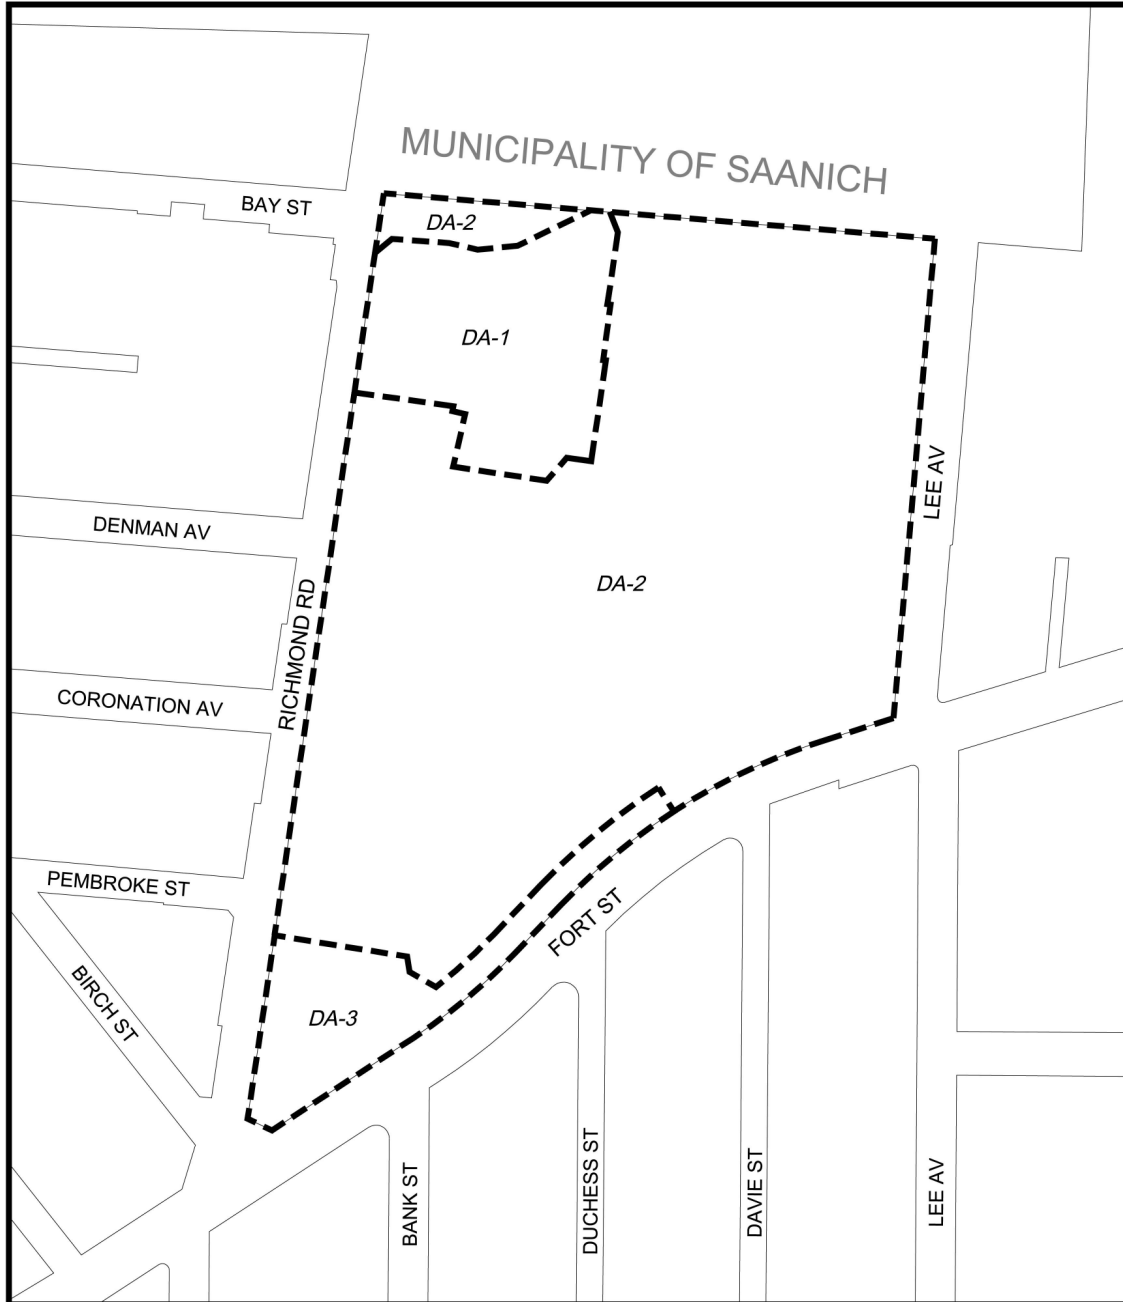 MUNICIPALITY OF SAANICH
BAY ST
DA-2
DA-1
LEE AV
DENMAN AV
DA-2
RICHMOND RD
CORONATION AV
PEMBROKE ST
FORT ST
BIRCH ST
DA-3
BANK ST
DUCHESS ST
DAVIE ST
LEE AV